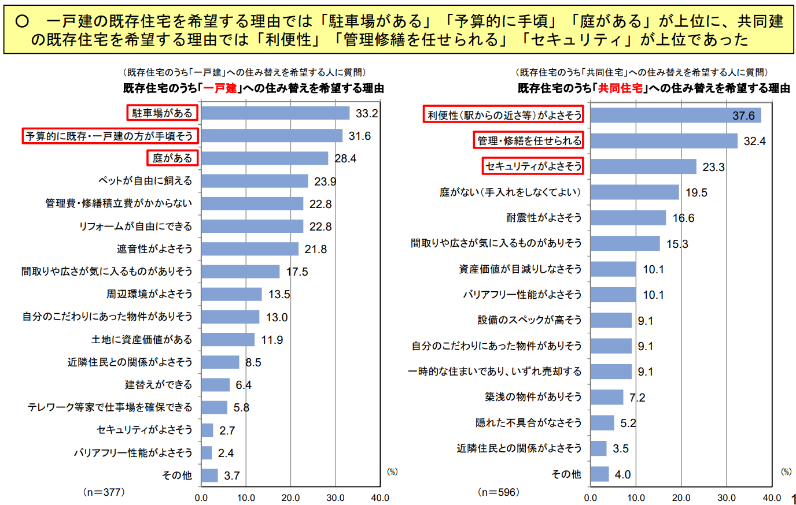 ○ 一戸建の既存住宅を希望する理由では「駐車場がある」「予算的に手頃」「庭がある」が上位に、共同建
の既存住宅を希望する理由では「利便性」「管理修繕を任せられる」「セキュリティ」が上位であった
(既存住宅のうち「一戸建」への住み替えを希望する人に質問)
既存住宅のうち「一戸建」への住み替えを希望する理由
駐車場がある 33.2
予算的に既存・一戸建の方が手頃そう 31.6
庭がある 28.4
ペットが自由に飼える 23.9
管理費・修繕積立費がかからない 22.8
リフォームが自由にできる 22.8
遮音性がよさそう 21.8
間取りや広さが気に入るものがありそう 17.5
周辺環境がよさそう 13.5
自分のこだわりにあった物件がありそう 13.0
土地に資産価値がある 11.9
近隣住民との関係がよさそう 8.5
建替えができる 6.4
テレワーク等家で仕事場を確保できる 5.8
セキュリティがよさそう 2.7
バリアフリー性能がよさそう 2.4
その他 3.7
(%)
(n=377)
0.0 10.0 20.0 30.0 40.0
(既存住宅のうち「共同住宅」への住み替えを希望する人に質問)
既存住宅のうち「共同住宅」への住み替えを希望する理由
利便性(駅からの近さ等)がよさそう 37.6
管理・修繕を任せられる 32.4
セキュリティがよさそう 23.3
庭がない(手入れをしなくてよい) 19.5
耐震性がよさそう 16.6
間取りや広さが気に入るものがありそう 15.3
資産価値が目減りしなさそう 10.1
バリアフリー性能がよさそう 10.1
設備のスペックが高そう 9.1
自分のこだわりにあった物件がありそう 9.1
一時的な住まいであり、いずれ売却する 9.1
築浅の物件がありそう 7.2
隠れた不具合がなさそう 5.2
近隣住民との関係がよさそう 3.5
その他 4.0
(%)
(n=596)
0.0 10.0 20.0 30.0 40.0
1